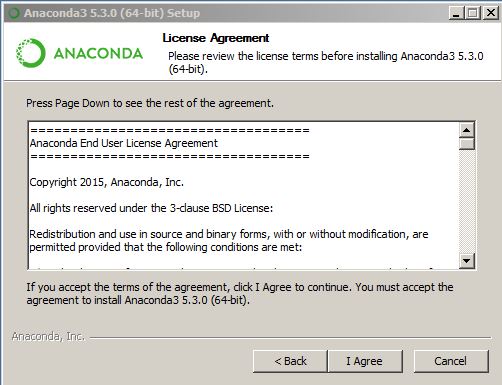 Anaconda3 5.3.0 (64-bit) Setup
License Agreement
Please review the license terms before installing Anaconda3 5.3.0
(64-bit).
ANACONDA
Press Page Down to see the rest of the agreement.
===================================
Anaconda End User License Agreement
===================================
Copyright 2015, Anaconda, Inc.
All rights reserved under the 3-clause BSD License:
Redistribution and use in source and binary forms, with or without modification, are
permitted provided that the following conditions are met:
If you accept the terms of the agreement, click I Agree to continue. You must accept the
agreement to install Anaconda3 5.3.0 (64-bit).
Anaconda, Inc.
< Back
I Agree
Cancel